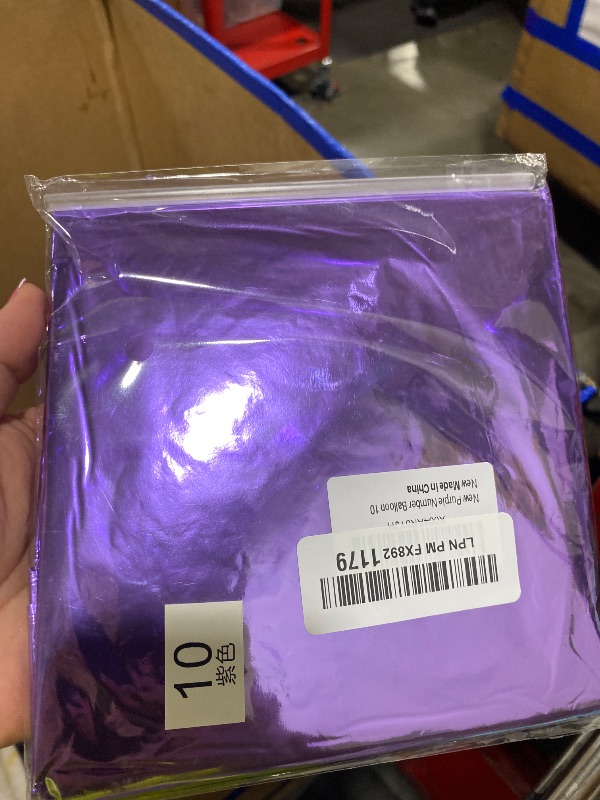 New Purple Number Balloon 10
New Made in China
LPN PM FX892 1179
10
紫色